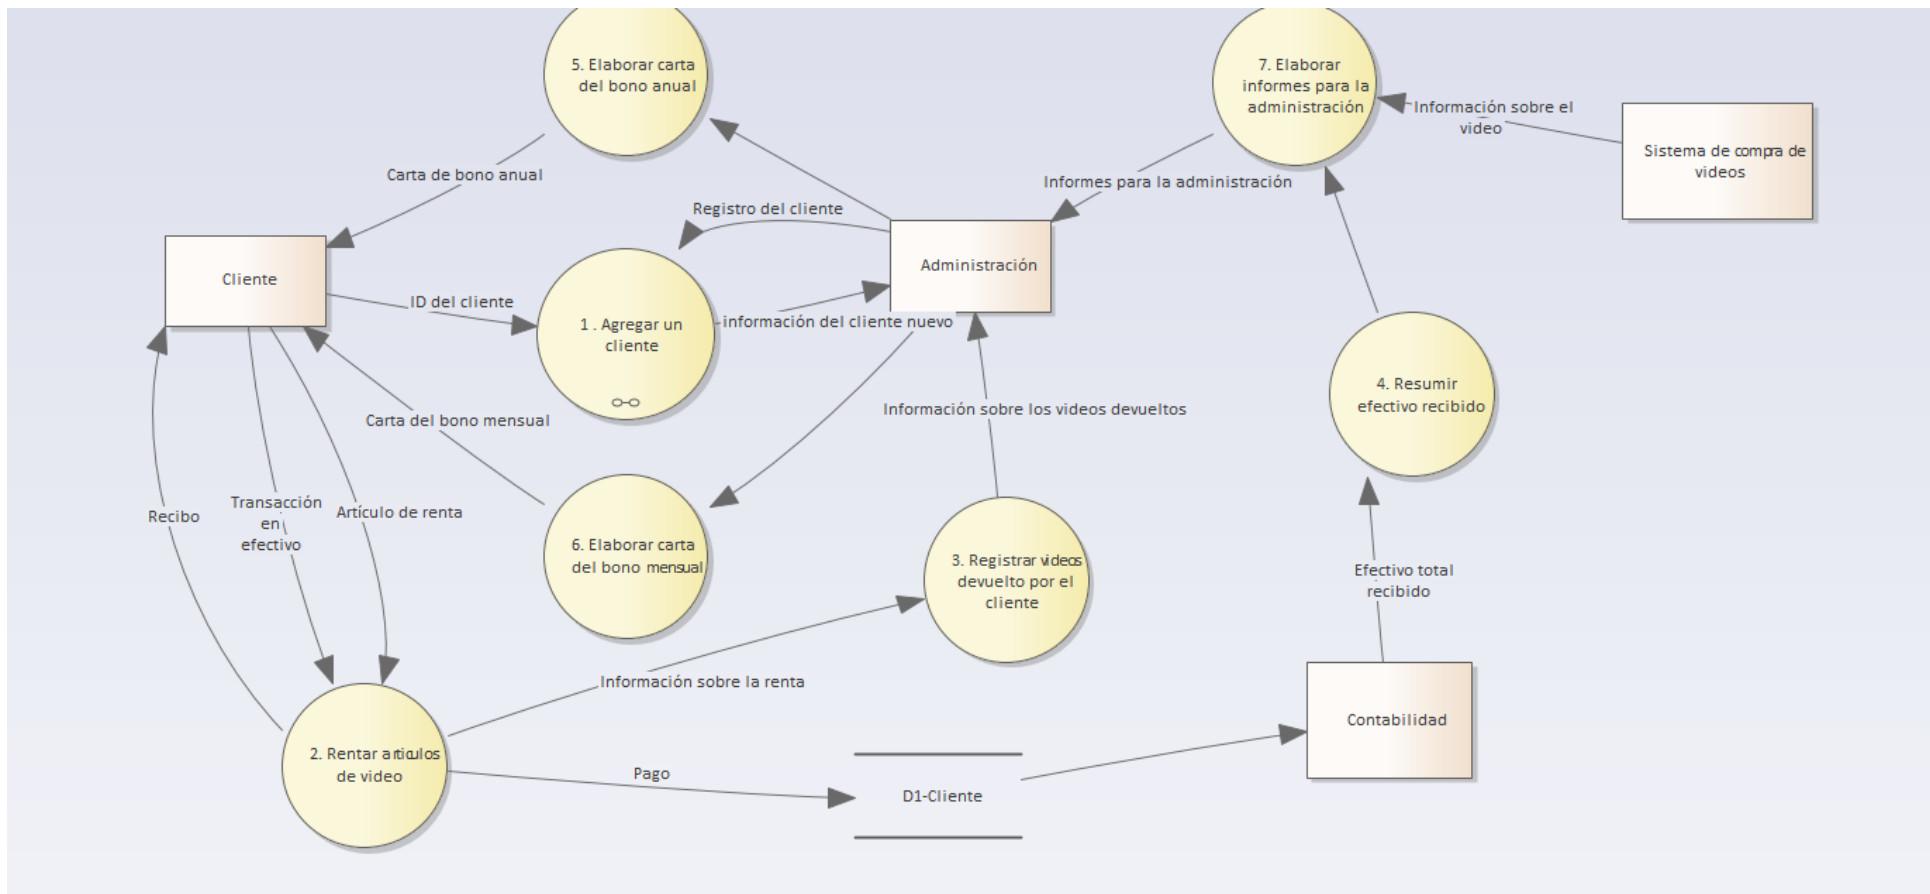 5. Elaborar carta
del bono anual
7. Elaborar
informes para la
administración
Información sobre el
video
Sistema de compra de
videos
Carta de bono anual
Informes para la administración
Registro del cliente
Cliente
Administración
ID del cliente
1 . Agregar un
cliente
información del cliente nuevo
4. Resumir
efectivo recibido
Carta del bono mensual
Información sobre los videos devueltos
Recibo
Transacción
en
efectivo
Artículo de renta
6. Elaborar carta
del bono mensual
3. Registrar videos
devuelto por el
cliente
Efectivo total
recibido
Información sobre la renta
Contabilidad
2. Rentar articulos
de video
Pago
D1-Cliente